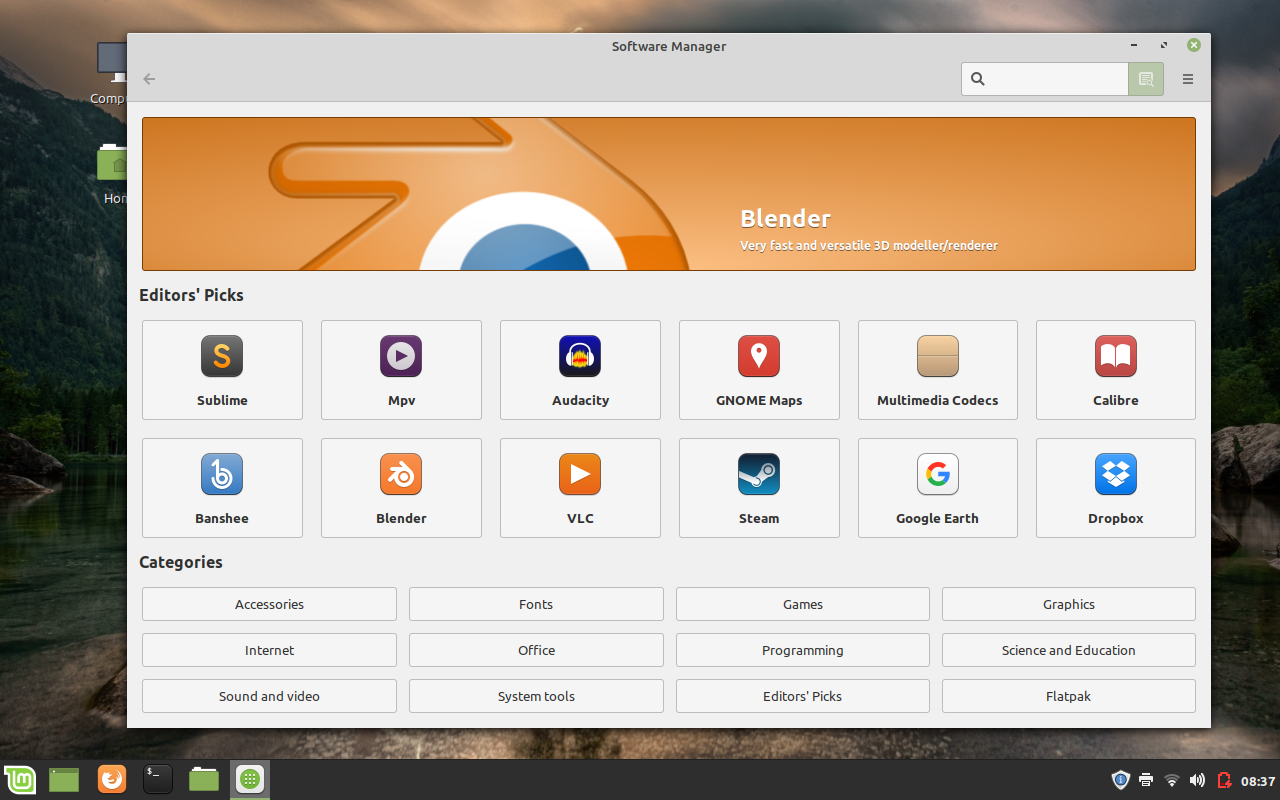 Software Manager
Comp
Hom
Blender
Very fast and versatile 3D modeller/renderer
Editors' Picks
Sublime
Mpv
Audacity
GNOME Maps
Multimedia Codecs
Calibre
Banshee
Blender
VLC
Steam
Google Earth
Dropbox
Categories
Accessories
Fonts
Games
Graphics
Internet
Office
Programming
Science and Education
Sound and video
System tools
Editors' Picks
Flatpak
$_
08:37